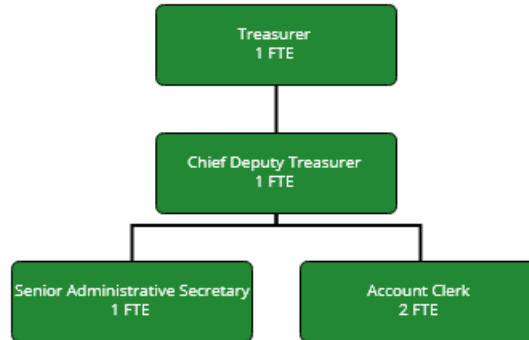 Treasurer
1 FTE
Chief Deputy Treasurer
1 FTE
Senior Administrative Secretary
1 FTE
Account Clerk
2 FTE